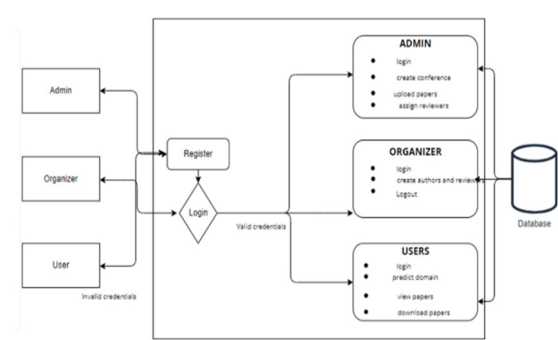 ADMIN
login
create conference
upload papers
assign reviewers
Admin
Register
ORGANIZER
login
create authors and reviewers
Logout
Organizer
Login
Valid credentials
Database
USERS
login
predict domain
view papers
download papers
User
Invalid credentials